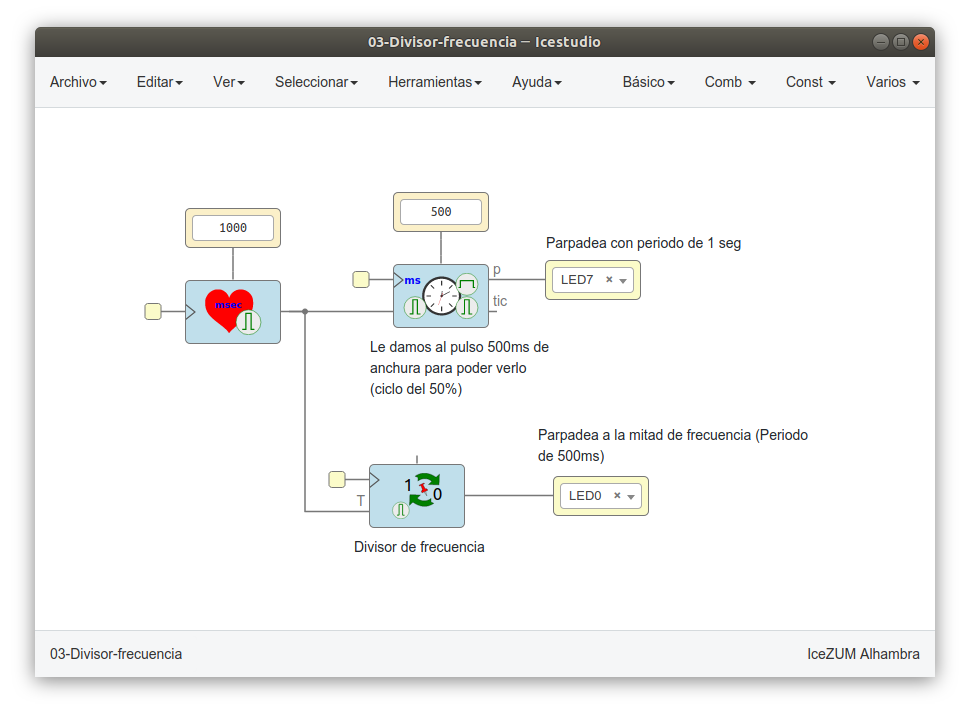 03-Divisor-frecuencia — Icestudio
Archivo Editar Ver Seleccionar Herramientas Ayuda Básico Comb Const Varios
1000
500
Parpadea con periodo de 1 seg
msec
ms
p
LED7 ×
tic
Le damos al pulso 500ms de
anchura para poder verlo
(ciclo del 50%)
Parpadea a la mitad de frecuencia (Periodo
de 500ms)
T
1 0
LED0 ×
Divisor de frecuencia
03-Divisor-frecuencia IceZUM Alhambra